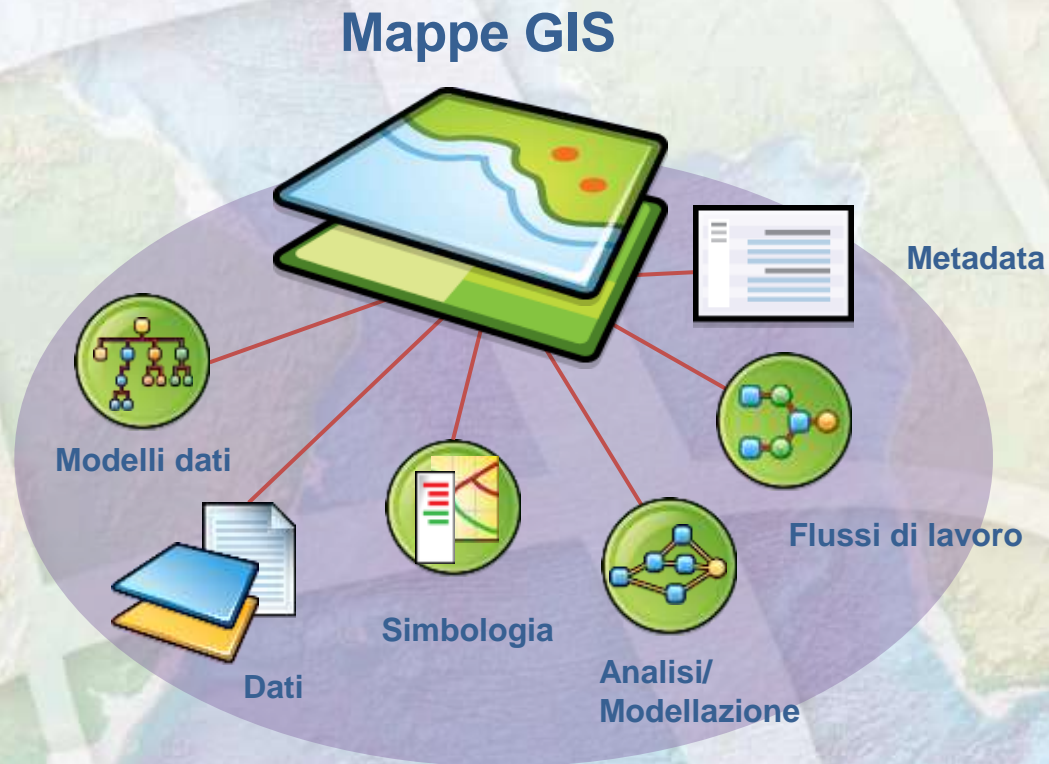 Mappe GIS
Metadata
Modelli dati
Flussi di lavoro
Simbologia
Dati
Analisi/
Modellazione